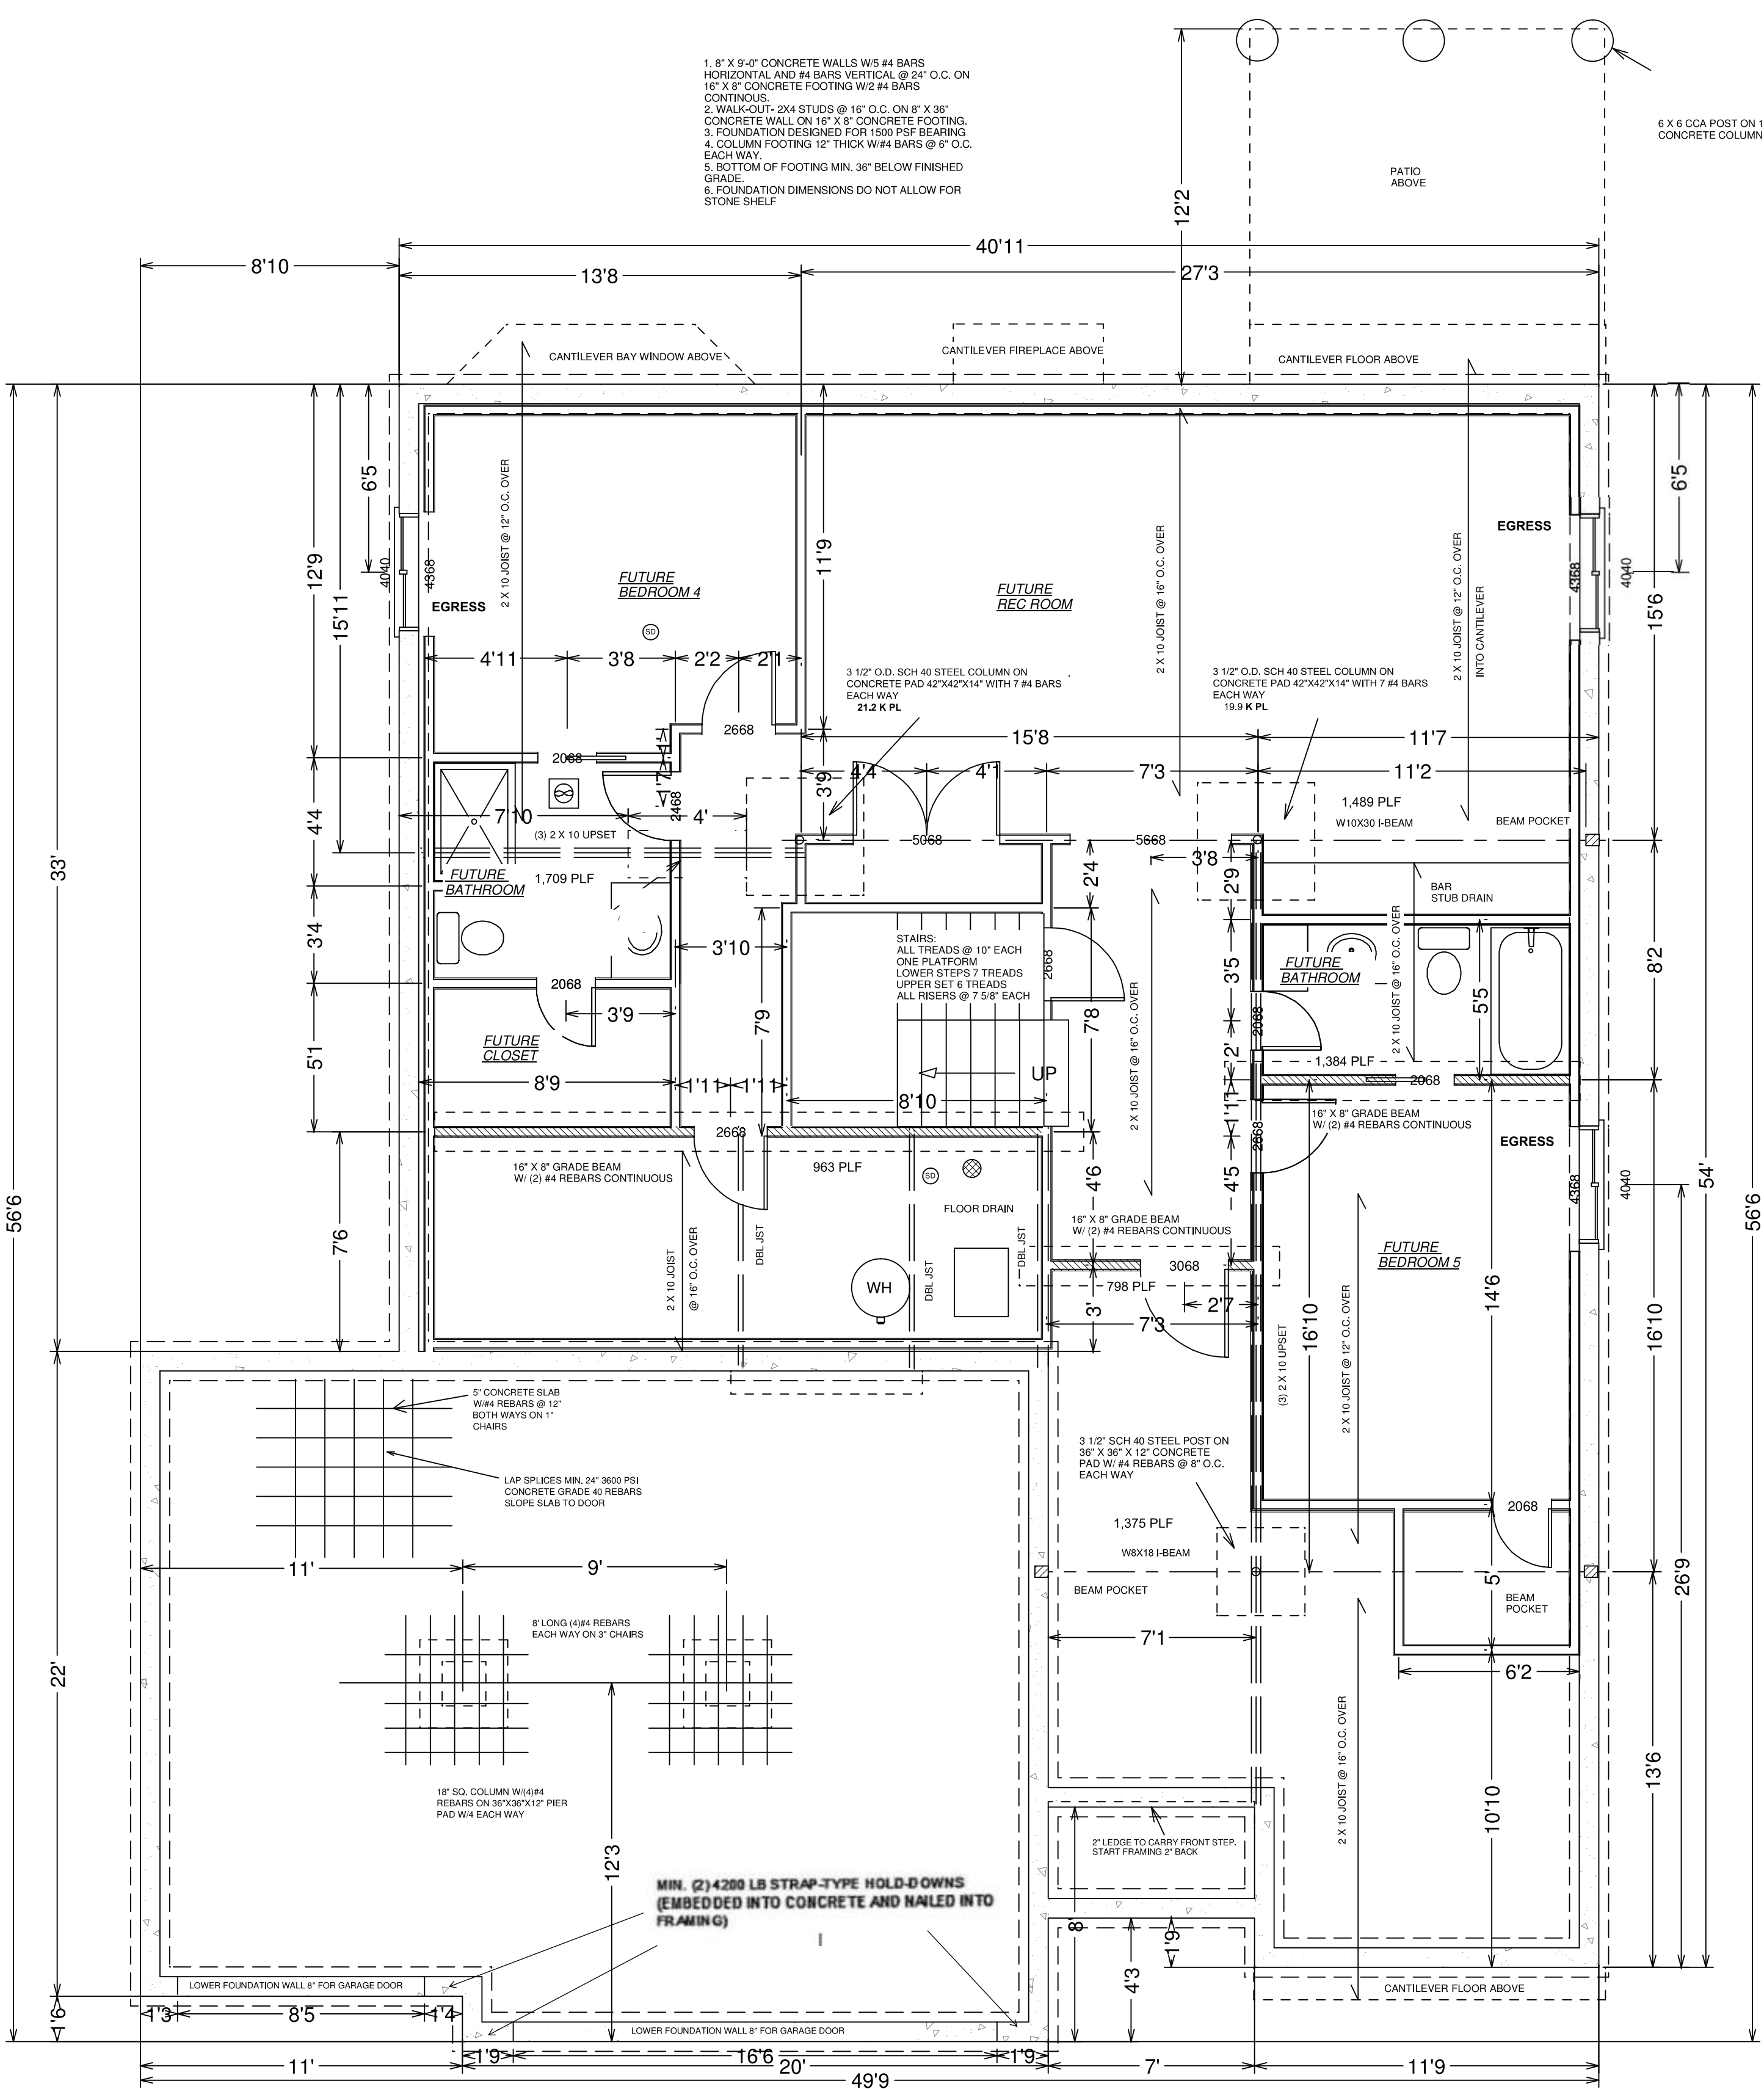 1. 8" X 9'-0" CONCRETE WALLS W/5 #4 BARS
HORIZONTAL AND #4 BARS VERTICAL @ 24" O.C. ON
16" X 8" CONCRETE FOOTING W/2 #4 BARS
CONTINOUS.
2. WALK-OUT- 2X4 STUDS @ 16" O.C. ON 8" X 36"
CONCRETE WALL ON 16" X 8" CONCRETE FOOTING.
3. FOUNDATION DESIGNED FOR 1500 PSF BEARING
4. COLUMN FOOTING 12" THICK W/#4 BARS @ 6" O.C.
EACH WAY.
5. BOTTOM OF FOOTING MIN. 36" BELOW FINISHED
GRADE.
6. FOUNDATION DIMENSIONS DO NOT ALLOW FOR
STONE SHELF
6 X 6 CCA POST ON 1
CONCRETE COLUMN
PATIO
ABOVE
12'2
40'11
8'10
13'8
27'3
CANTILEVER BAY WINDOW ABOVE
CANTILEVER FIREPLACE ABOVE
CANTILEVER FLOOR ABOVE
56'6
33'
12'9
15'11
6'5
4040
4368
EGRESS
2 X 10 JOIST @ 12" O.C. OVER
FUTURE
BEDROOM 4
SD
11'9
FUTURE
REC ROOM
2 X 10 JOIST @ 16" O.C. OVER
2 X 10 JOIST @ 12" O.C. OVER
INTO CANTILEVER
EGRESS
4368
4040
15'6
6'5
54'
56'6
4'11
3'8
2'2
2'1
2668
3 1/2" O.D. SCH 40 STEEL COLUMN ON
CONCRETE PAD 42"X42"X14" WITH 7 #4 BARS
EACH WAY
21.2 K PL
3 1/2" O.D. SCH 40 STEEL COLUMN ON
CONCRETE PAD 42"X42"X14" WITH 7 #4 BARS
EACH WAY
19.9 K PL
15'8
11'7
2068
1'7
2468
3'9
4'4
4'1
7'3
11'2
4'4
7'10
4'
(3) 2 X 10 UPSET
5068
5668
3'8
1,489 PLF
W10X30 I-BEAM
BEAM POCKET
FUTURE
BATHROOM
1,709 PLF
2'4
2'9
BAR
STUB DRAIN
3'4
3'10
STAIRS:
ALL TREADS @ 10" EACH
ONE PLATFORM
LOWER STEPS 7 TREADS
UPPER SET 6 TREADS
ALL RISERS @ 7 5/8" EACH
2668
3'5
FUTURE
BATHROOM
2 X 10 JOIST @ 16" O.C. OVER
5'5
8'2
2068
3'9
7'9
7'8
2 X 10 JOIST @ 16" O.C. OVER
2068
2'
5'1
FUTURE
CLOSET
8'9
1'11
1'11
UP
8'10
1,384 PLF
2068
1'11
16" X 8" GRADE BEAM
W/ (2) #4 REBARS CONTINUOUS
2668
2668
EGRESS
16" X 8" GRADE BEAM
W/ (2) #4 REBARS CONTINUOUS
963 PLF
SD
FLOOR DRAIN
4'6
4'5
4368
4040
7'6
2 X 10 JOIST
@ 16" O.C. OVER
DBL JST
DBL JST
DBL JST
WH
16" X 8" GRADE BEAM
W/ (2) #4 REBARS CONTINUOUS
3068
798 PLF
3'
2'7
7'3
(3) 2 X 10 UPSET
16'10
2 X 10 JOIST @ 12" O.C. OVER
FUTURE
BEDROOM 5
14'6
16'10
26'9
5" CONCRETE SLAB
W/#4 REBARS @ 12"
BOTH WAYS ON 1"
CHAIRS
LAP SPLICES MIN. 24" 3600 PSI
CONCRETE GRADE 40 REBARS
SLOPE SLAB TO DOOR
3 1/2" SCH 40 STEEL POST ON
36" X 36" X 12" CONCRETE
PAD W/ #4 REBARS @ 8" O.C.
EACH WAY
2068
1,375 PLF
W8X18 I-BEAM
BEAM POCKET
5'
BEAM
POCKET
11'
9'
8' LONG (4)#4 REBARS
EACH WAY ON 3" CHAIRS
7'1
6'2
22'
18" SQ. COLUMN W/(4)#4
REBARS ON 36"X36"X12" PIER
PAD W/4 EACH WAY
12'3
2 X 10 JOIST @ 16" O.C. OVER
10'10
13'6
2" LEDGE TO CARRY FRONT STEP.
START FRAMING 2" BACK
MIN. (2) 4200 LB STRAP-TYPE HOLD-DOWNS
(EMBEDDED INTO CONCRETE AND NAILED INTO
FRAMING)
8'
1'9
4'3
LOWER FOUNDATION WALL 8" FOR GARAGE DOOR
CANTILEVER FLOOR ABOVE
1'6
1'3
8'5
1'4
LOWER FOUNDATION WALL 8" FOR GARAGE DOOR
1'9
16'6
1'9
11'
20'
7'
11'9
49'9